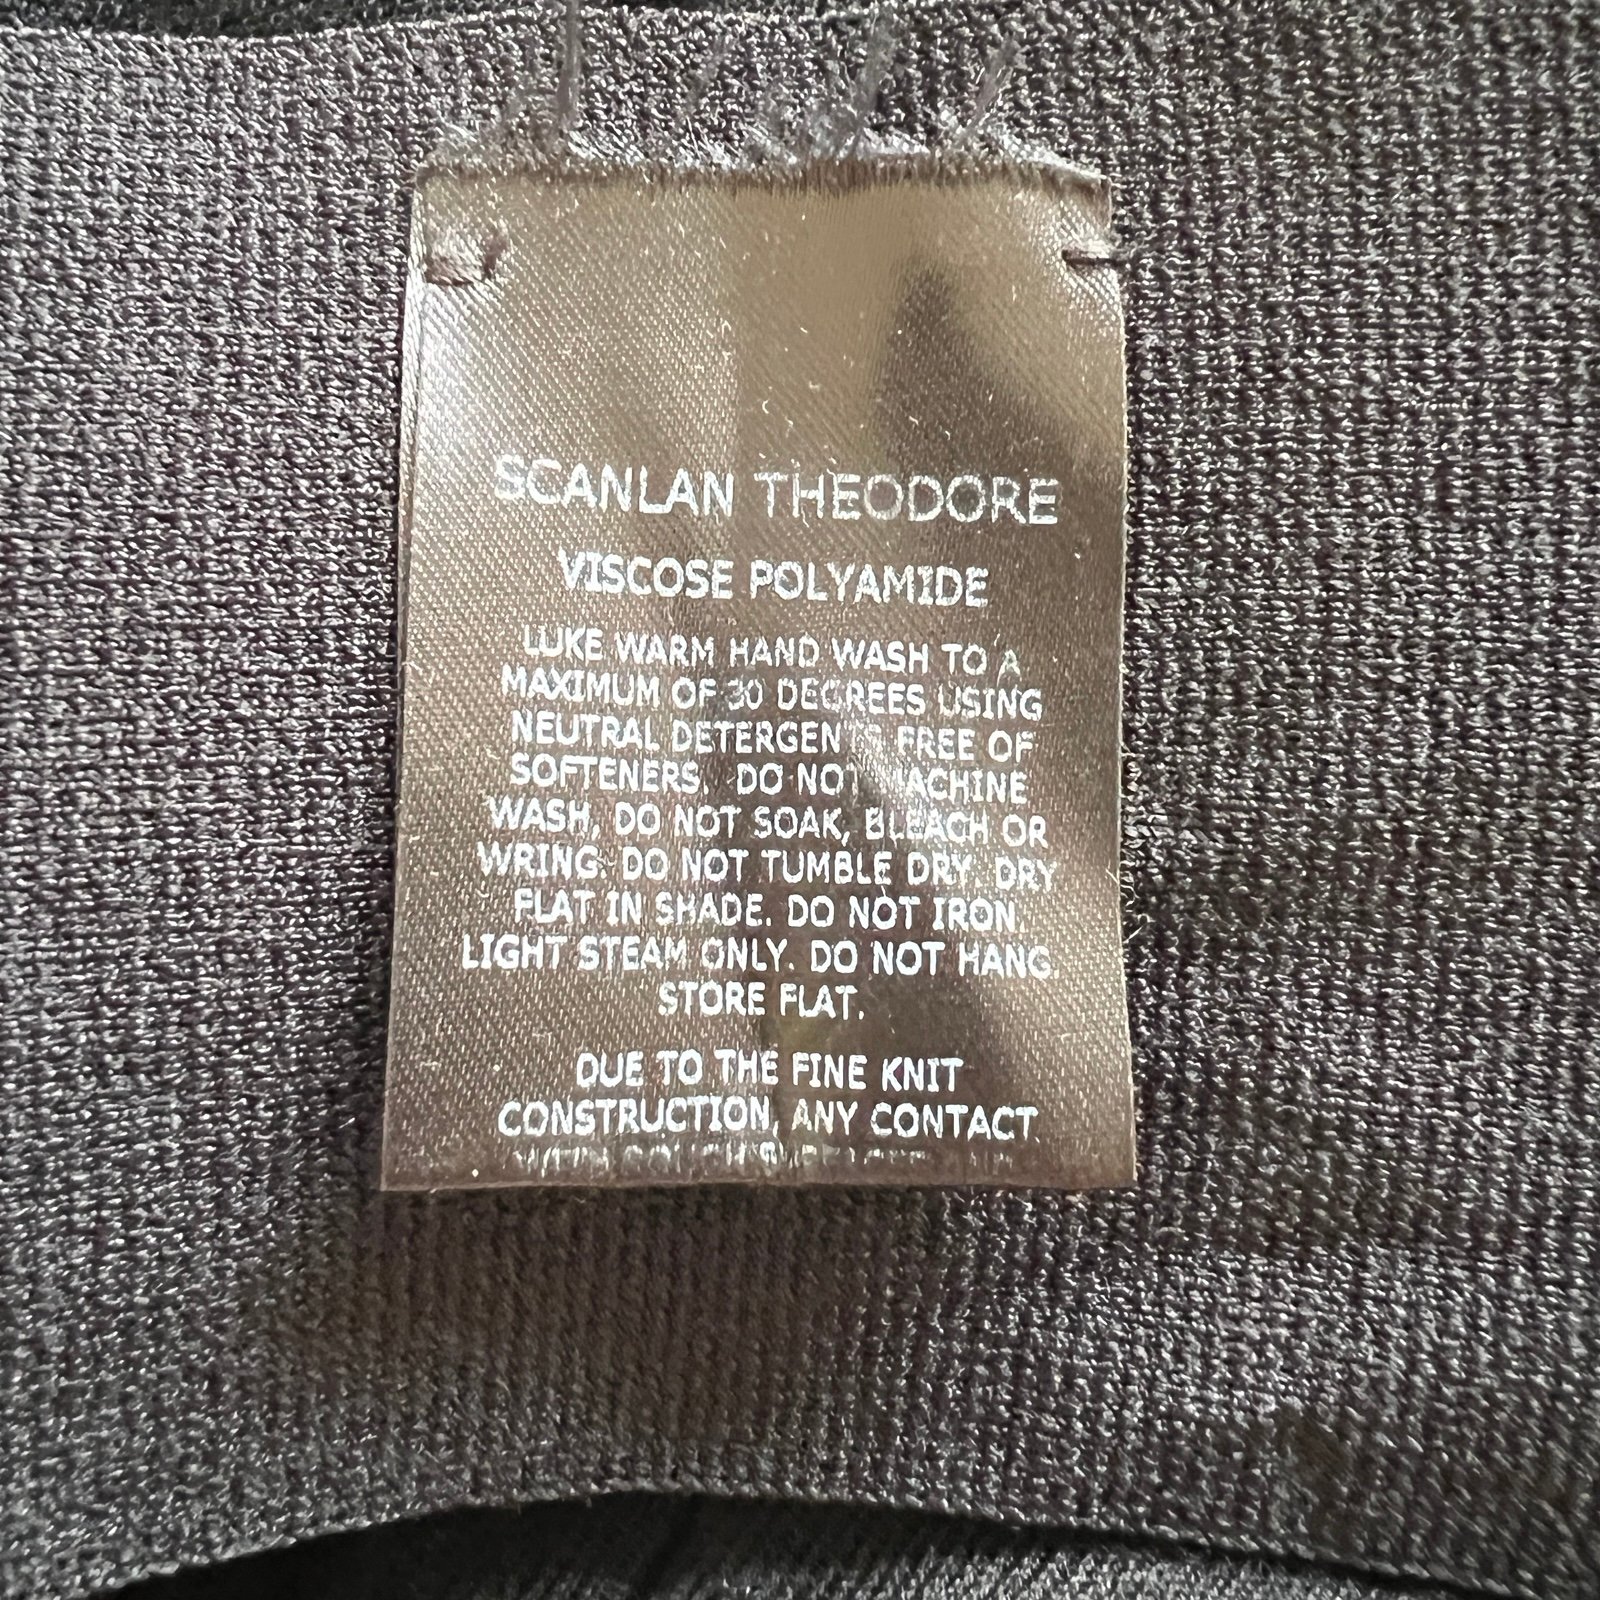 SCANLAN THEODORE
VISCOSE POLYAMIDE
LUKE WARM HAND WASH TO A
MAXIMUM OF 30 DEGREES USING
NEUTRAL DETERGENTS FREE OF
SOFTENERS. DO NOT MACHINE
WASH, DO NOT SOAK, BLEACH OR
WRING. DO NOT TUMBLE DRY. DRY
FLAT IN SHADE. DO NOT IRON.
LIGHT STEAM ONLY. DO NOT HANG.
STORE FLAT.
DUE TO THE FINE KNIT
CONSTRUCTION, ANY CONTACT